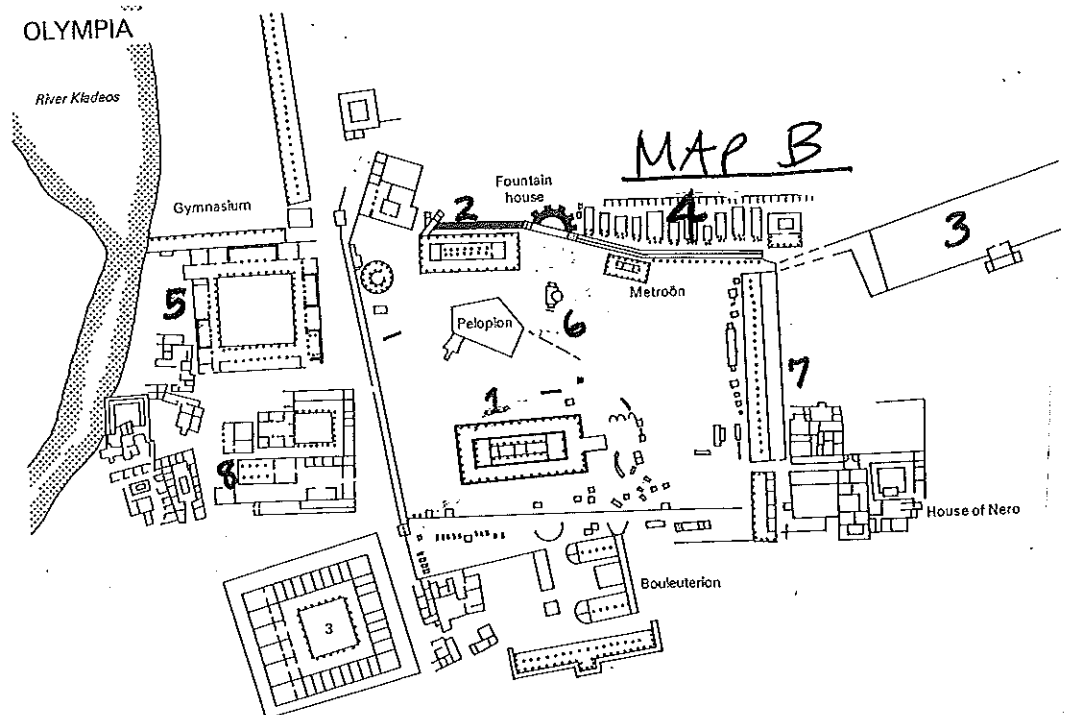 OLYMPIA
River Kladeos
MAP B
Fountain
house
Gymnasium
2
4
3
5
Metroön
Pelopion
6
7
1
8
House of Nero
Bouleuterion
3